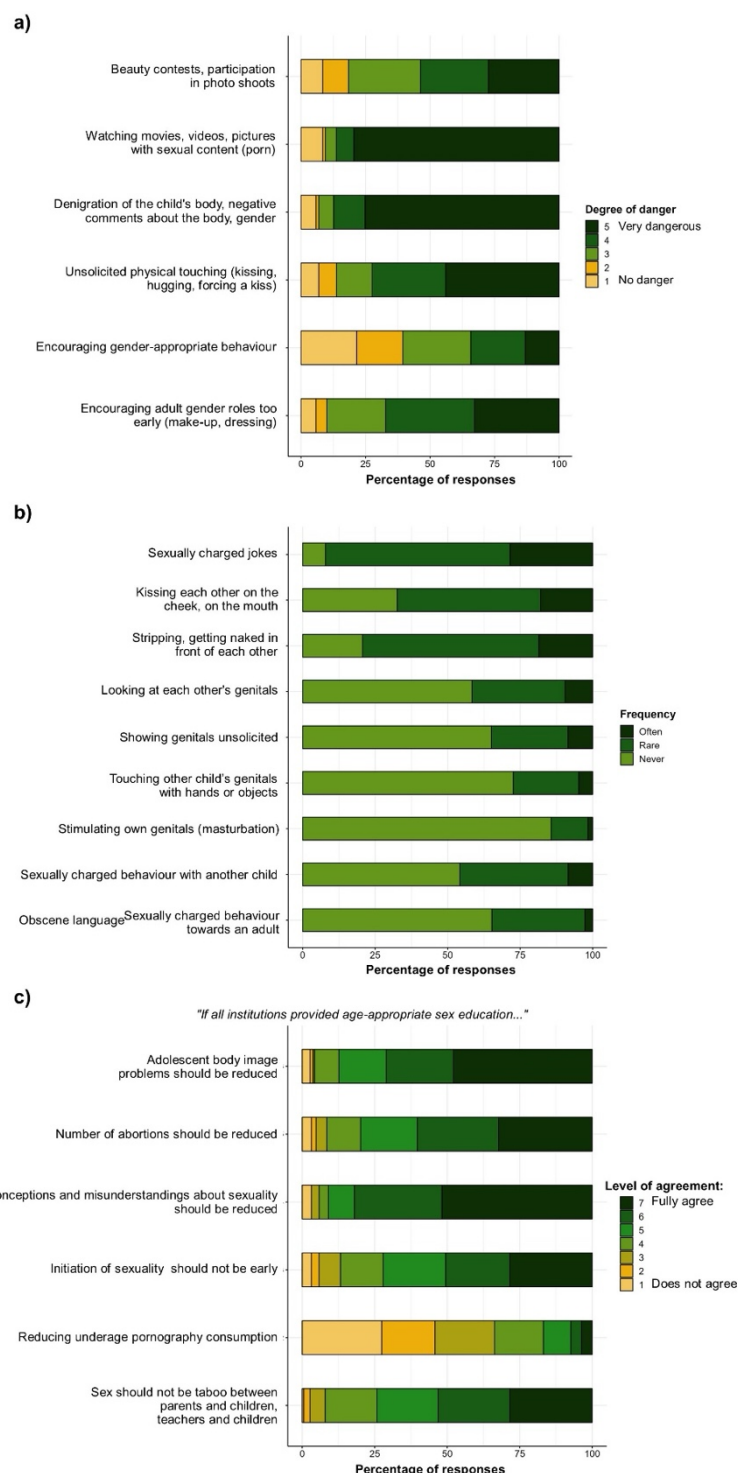 a)
Beauty contests, participation
in photo shoots
Watching movies, videos, pictures
with sexual content (porn)
Denigration of the child's body, negative
comments about the body, gender
Unsolicited physical touching (kissing,
hugging, forcing a kiss)
Encouraging gender-appropriate behaviour
Encouraging adult gender roles too
early (make-up, dressing)
0 25 50 75 100
Percentage of responses
Degree of danger
5 Very dangerous
4
3
2
1 No danger
b)
Sexually charged jokes
Kissing each other on the
cheek, on the mouth
Stripping, getting naked in
front of each other
Looking at each other's genitals
Showing genitals unsolicited
Touching other child's genitals
with hands or objects
Stimulating own genitals (masturbation)
Sexually charged behaviour with another child
Obscene language Sexually charged behaviour
towards an adult
0 25 50 75 100
Percentage of responses
Frequency
Often
Rare
Never
c)
"If all institutions provided age-appropriate sex education..."
Adolescent body image
problems should be reduced
Number of abortions should be reduced
onceptions and misunderstandings about sexuality
should be reduced
Initiation of sexuality should not be early
Reducing underage pornography consumption
Sex should not be taboo between
parents and children,
teachers and children
0 25 50 75 100
Percentage of responses
Level of agreement:
7 Fully agree
6
5
4
3
2
1 Does not agree